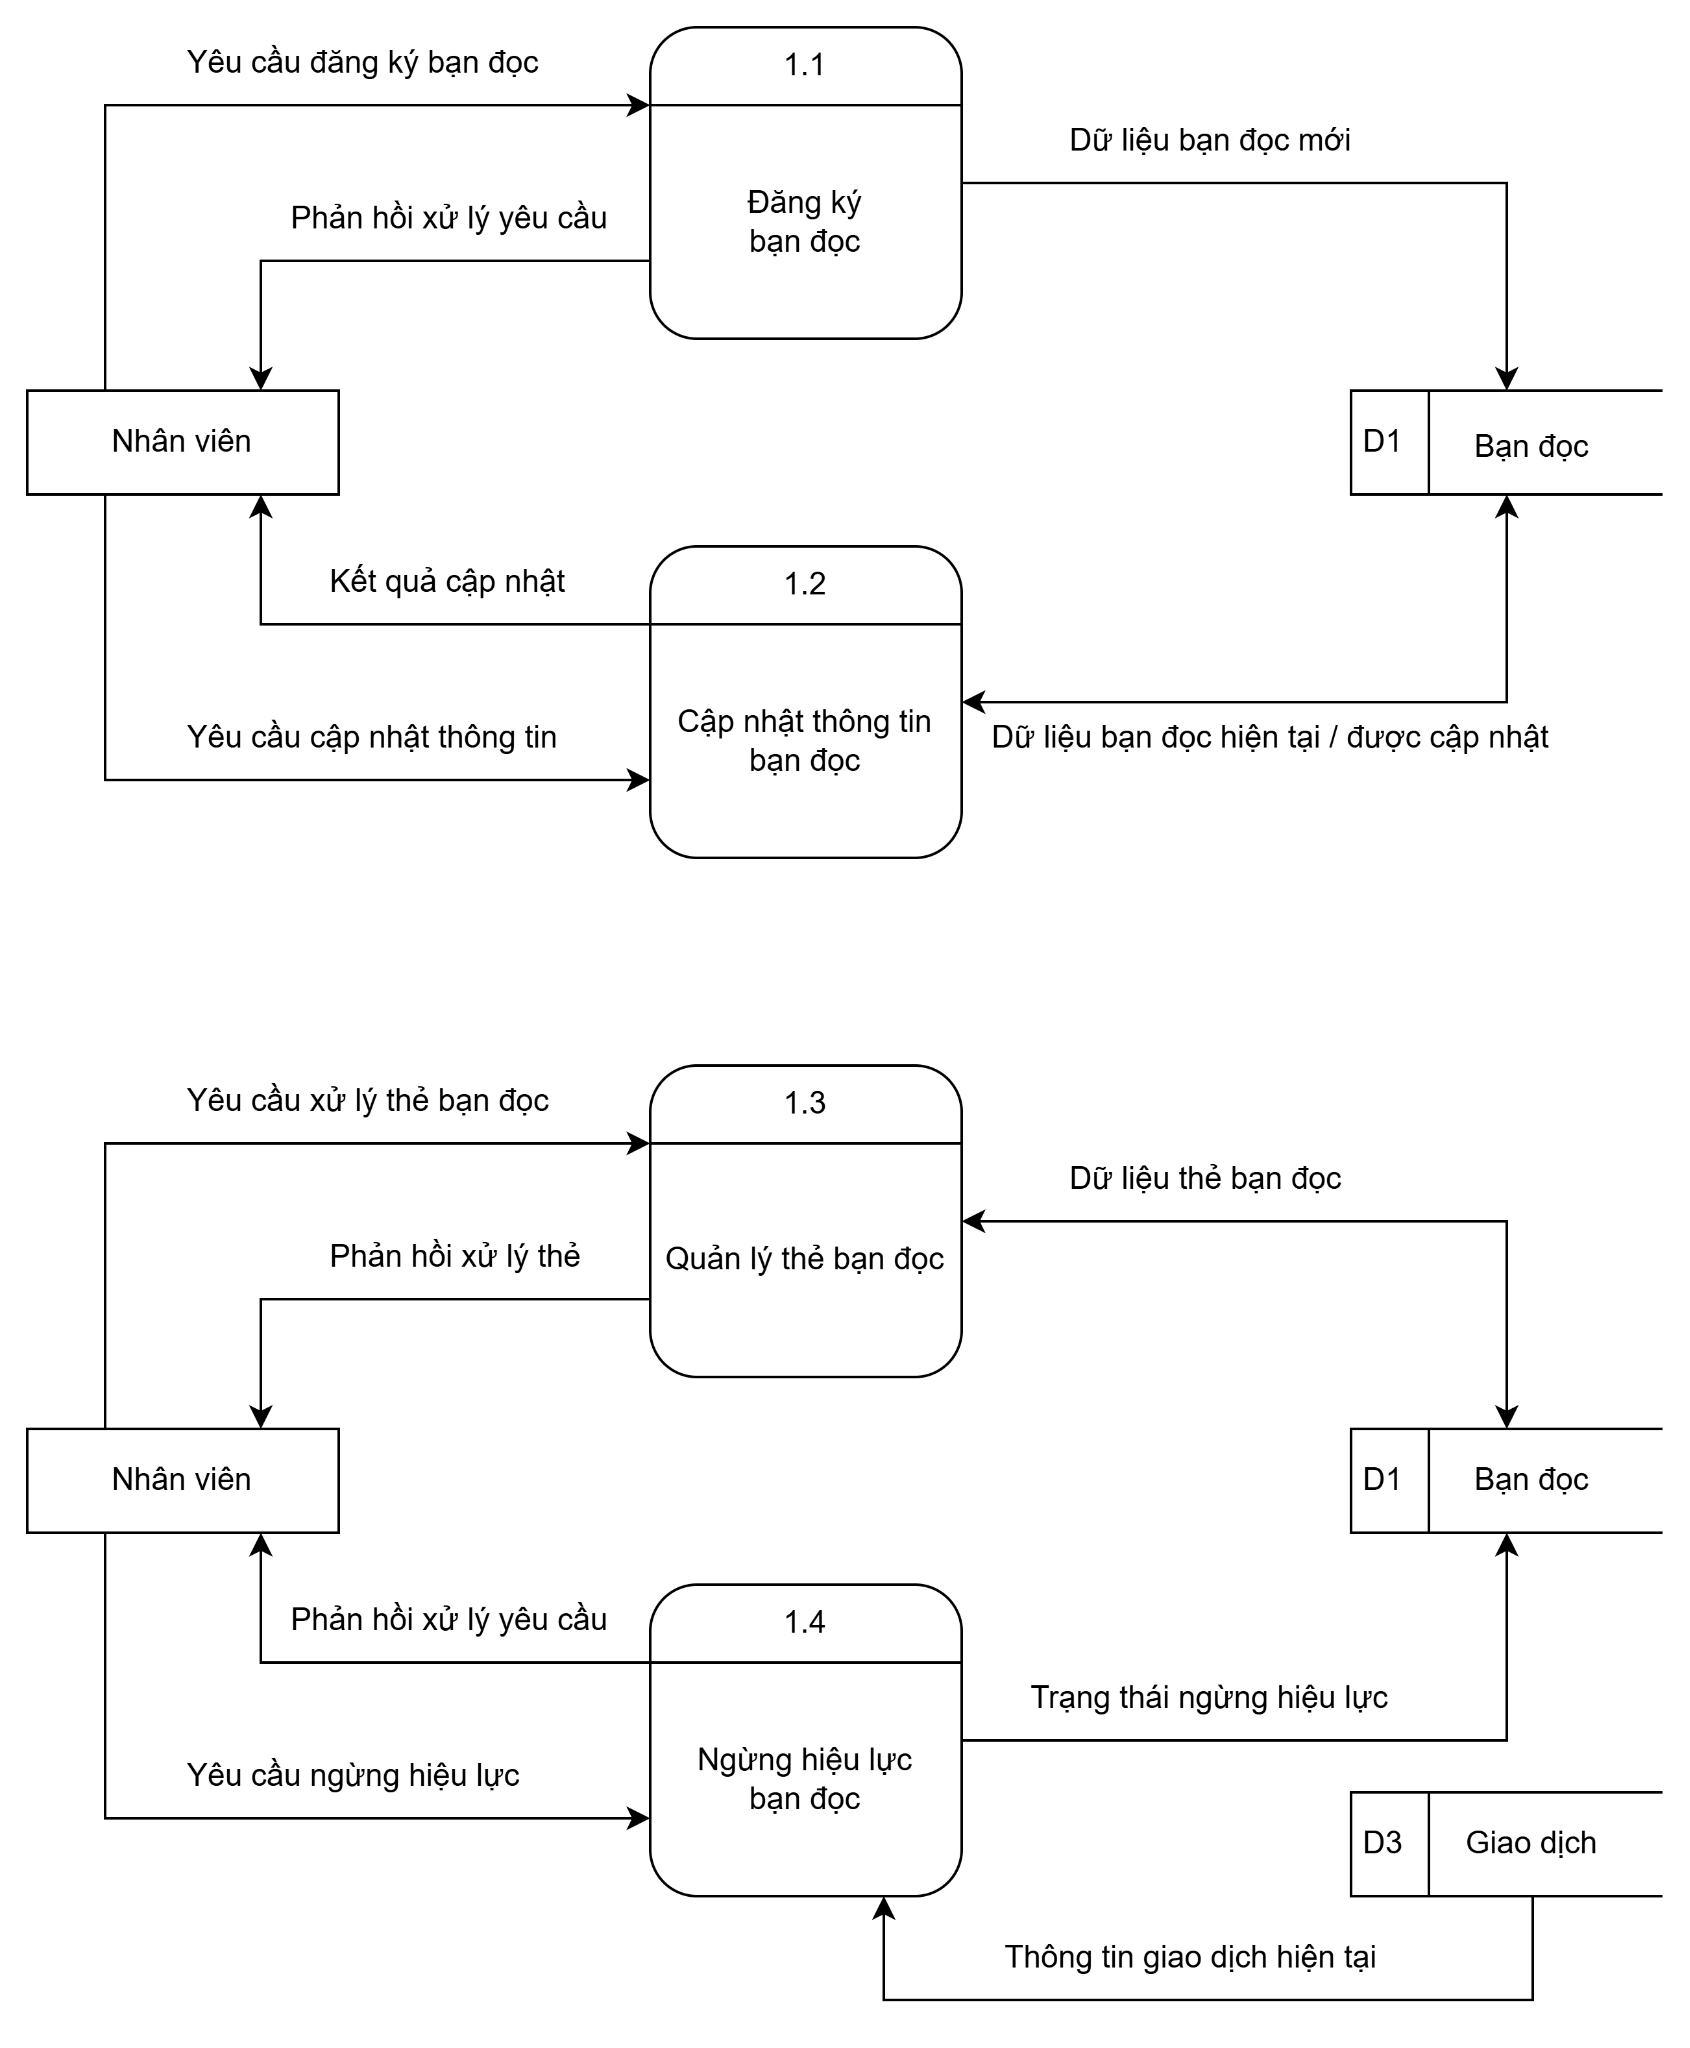 Yêu cầu đăng ký bạn đọc
1.1
Dữ liệu bạn đọc mới
Đăng ký
bạn đọc
Phản hồi xử lý yêu cầu
Nhân viên
D1
Bạn đọc
Kết quả cập nhật
1.2
Cập nhật thông tin
bạn đọc
Yêu cầu cập nhật thông tin
Dữ liệu bạn đọc hiện tại / được cập nhật
Yêu cầu xử lý thẻ bạn đọc
1.3
Dữ liệu thẻ bạn đọc
Phản hồi xử lý thẻ
Quản lý thẻ bạn đọc
Nhân viên
D1
Bạn đọc
Phản hồi xử lý yêu cầu
1.4
Trạng thái ngừng hiệu lực
Ngừng hiệu lực
bạn đọc
Yêu cầu ngừng hiệu lực
D3
Giao dịch
Thông tin giao dịch hiện tại